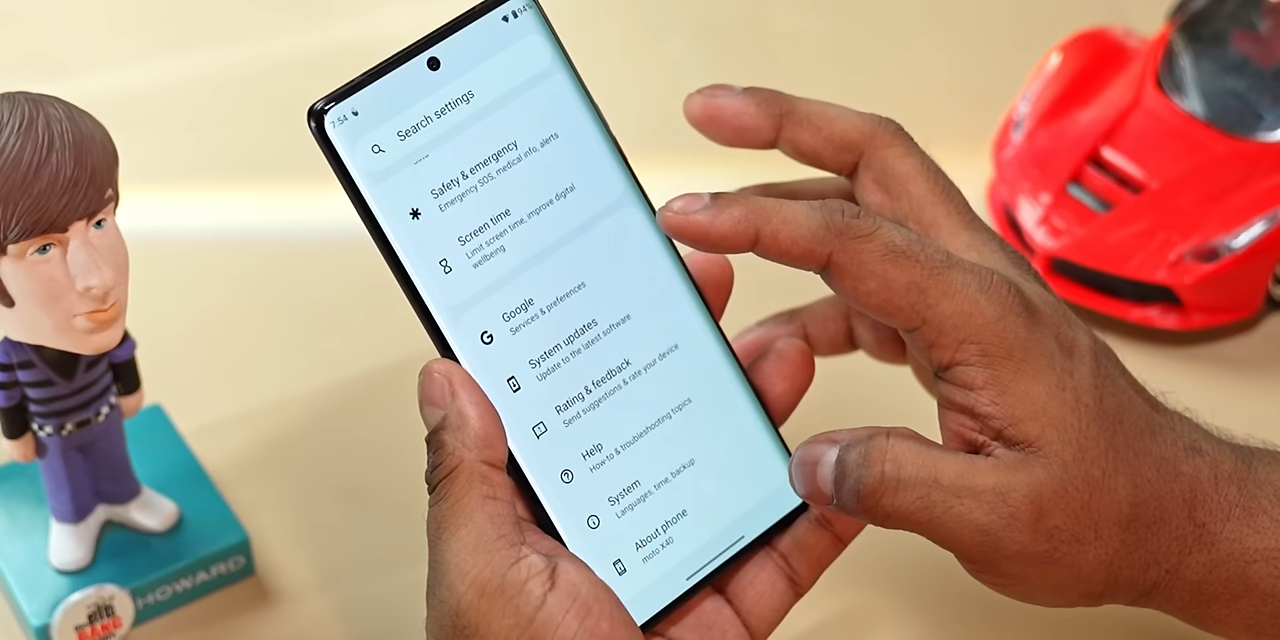 7:54
94%
Search settings
Safety & emergency
Emergency SOS, medical info, alerts
Screen time
Limit screen time, improve digital
wellbeing
Google
Services & preferences
System updates
Update to the latest software
Rating & feedback
Send suggestions & rate your device
Help
How-to & troubleshooting topics
System
Languages, time, backup
About phone
moto X40
HOWARD
BANG